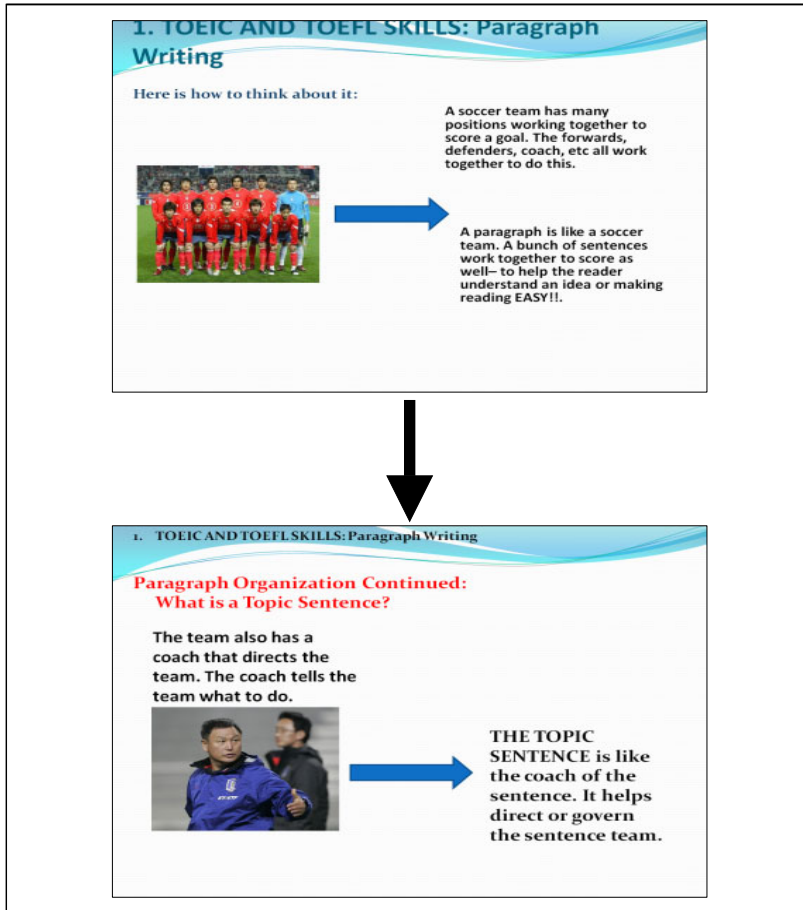 1. TOEIC AND TOEFL SKILLS: Paragraph
Writing
Here is how to think about it:
A soccer team has many
positions working together to
score a goal. The forwards,
defenders, coach, etc all work
together to do this.
A paragraph is like a soccer
team. A bunch of sentences
work together to score as
well– to help the reader
understand an idea or making
reading EASY!!.
1. TOEIC AND TOEFL SKILLS: Paragraph Writing
Paragraph Organization Continued:
What is a Topic Sentence?
The team also has a
coach that directs the
team. The coach tells the
team what to do.
THE TOPIC
SENTENCE is like
the coach of the
sentence. It helps
direct or govern
the sentence team.